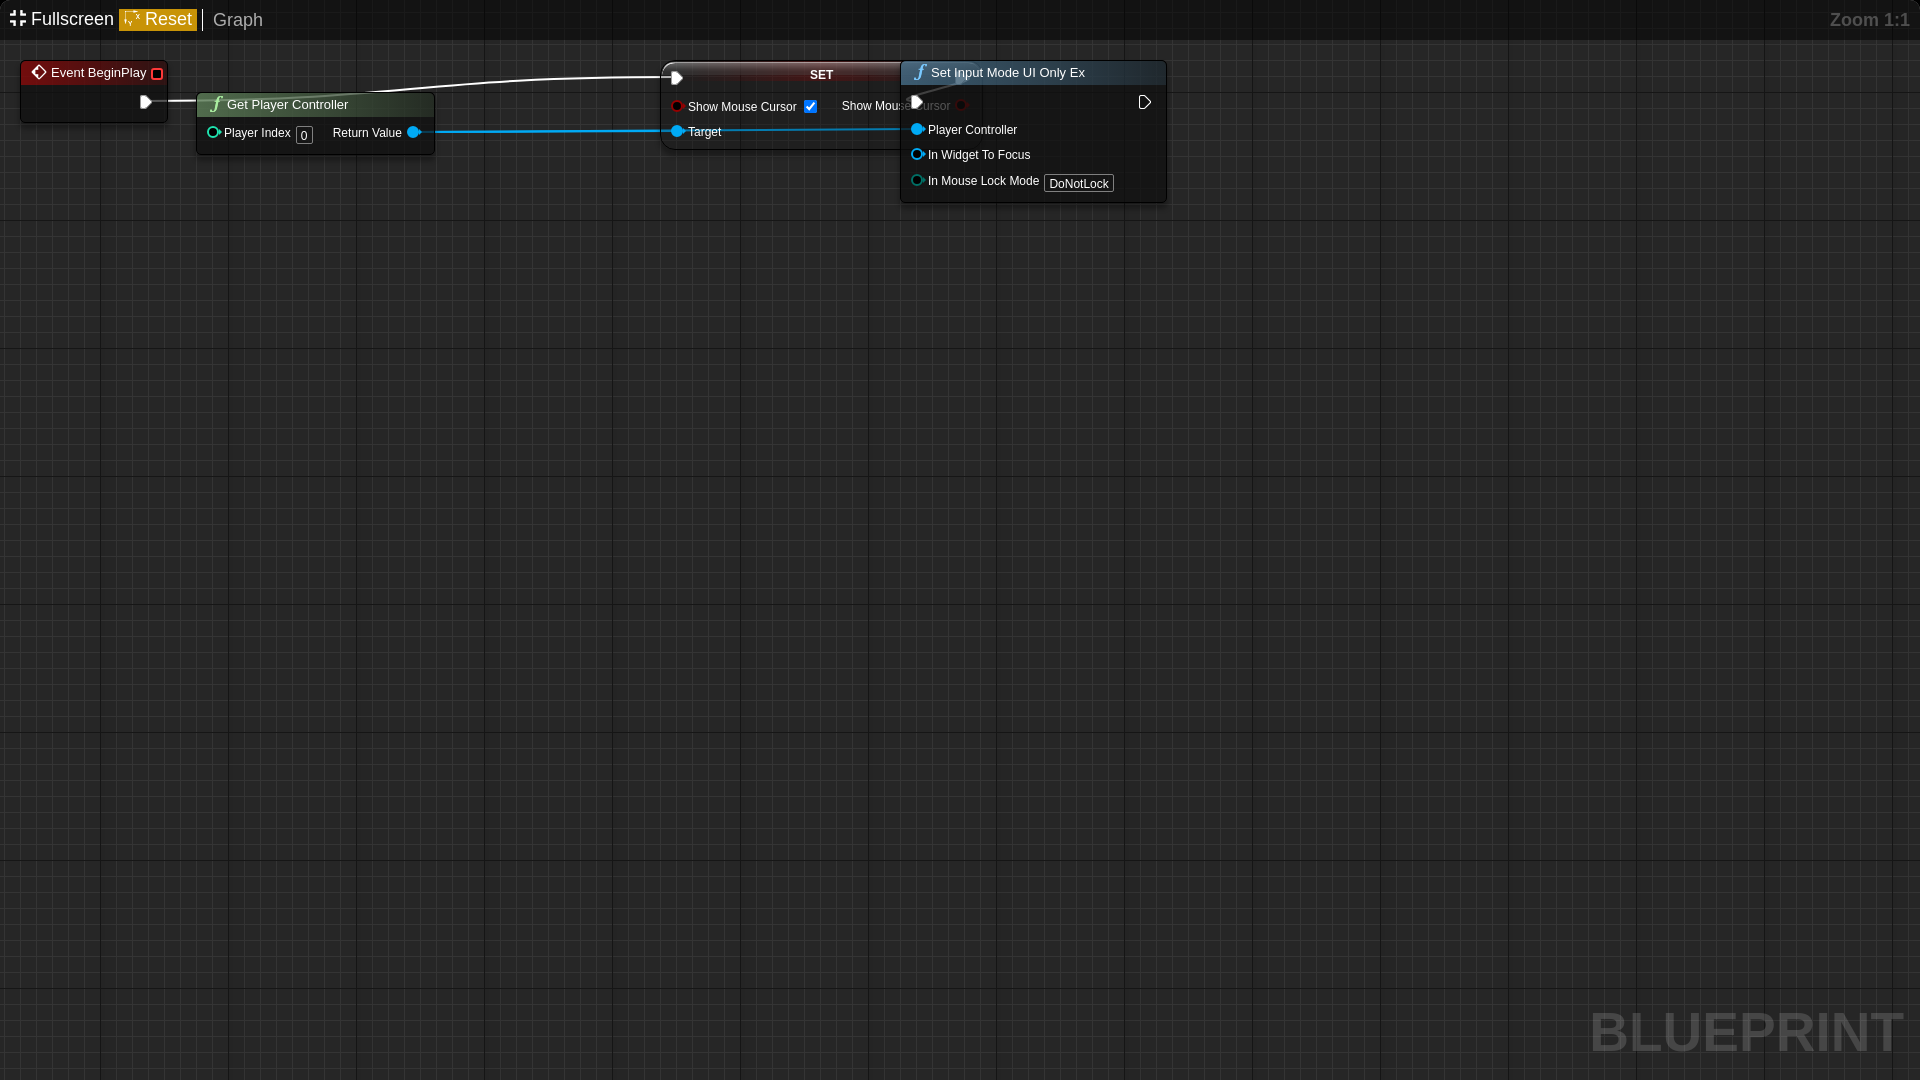 Fullscreen Reset Graph Zoom 1:1
Event BeginPlay
Get Player Controller
Player Index 0 Return Value
SET
Show Mouse Cursor Show Mouse Cursor
Target
Set Input Mode UI Only Ex
Player Controller
In Widget To Focus
In Mouse Lock Mode DoNotLock
BLUEPRINT